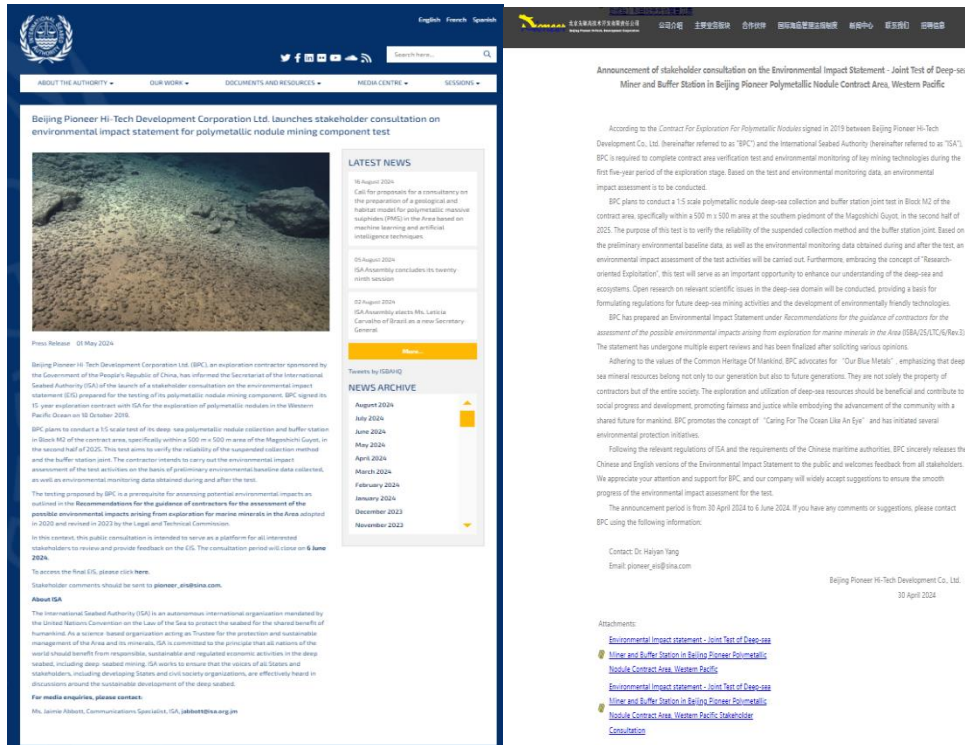 INTERNATIONAL SEABED AUTHORITY
English French Spanish
Search here...
ABOUT THE AUTHORITY
OUR WORK
DOCUMENTS AND RESOURCES
MEDIA CENTRE
SESSIONS
Beijing Pioneer Hi-Tech Development Corporation Ltd. launches stakeholder consultation on
environmental impact statement for polymetallic nodule mining component test
Press Release 01 May 2024
Beijing Pioneer Hi-Tech Development Corporation Ltd. (BPC), an exploration contractor sponsored by
the Government of the People's Republic of China, has informed the Secretariat of the International
Seabed Authority (ISA) of the launch of a stakeholder consultation on the environmental impact
statement (EIS) prepared for the testing of its polymetallic nodule mining component. BPC signed its
15-year exploration contract with ISA for the exploration of polymetallic nodules in the Western
Pacific Ocean on 18 October 2019.
BPC plans to conduct a 1:5 scale test of its deep-sea polymetallic nodule collection and buffer station
in Block M2 of the contract area, specifically within a 500 m x 500 m area of the Magoshichi Guyot, in
the second half of 2025. This test aims to verify the reliability of the suspended collection method
and the buffer station joint. The contractor intends to carry out the environmental impact
assessment of the test activities on the basis of preliminary environmental baseline data collected,
as well as environmental monitoring data obtained during and after the test.
The testing proposed by BPC is a prerequisite for assessing potential environmental impacts as
outlined in the Recommendations for the guidance of contractors for the assessment of the
possible environmental impacts arising from exploration for marine minerals in the Area adopted
in 2020 and revised in 2023 by the Legal and Technical Commission.
In this context, this public consultation is intended to serve as a platform for all interested
stakeholders to review and provide feedback on the EIS. The consultation period will close on 6 June
2024.
To access the final EIS, please click here.
Stakeholder comments should be sent to pioneer_eis@sina.com.
About ISA
The International Seabed Authority (ISA) is an autonomous international organization mandated by
the United Nations Convention on the Law of the Sea to protect the seabed for the shared benefit of
humankind. As a science-based organization acting as Trustee for the protection and sustainable
management of the Area and its minerals, ISA is committed to the principle that all nations of the
world should benefit from responsible, sustainable and regulated economic activities in the deep
seabed, including deep-seabed mining. ISA works to ensure that the voices of all States and
stakeholders, including developing States and civil society organizations, are effectively heard in
discussions around the sustainable development of the deep seabed.
For media enquiries, please contact:
Ms. Jaimie Abbott, Communications Specialist, ISA, jabbott@isa.org.jm
LATEST NEWS
16 August 2024
Call for proposals for a consultancy on
the preparation of a geological and
habitat model for polymetallic massive
sulphides (PMS) in the Area based on
machine learning and artificial
intelligence techniques.
05 August 2024
ISA Assembly concludes its twenty-
ninth session
02 August 2024
ISA Assembly elects Ms. Leticia
Carvalho of Brazil as a new Secretary-
General
More...
Tweets by ISBAHQ
NEWS ARCHIVE
August 2024
July 2024
June 2024
May 2024
April 2024
March 2024
February 2024
January 2024
December 2023
November 2023
Pioneer
北京先驱高技术开发有限责任公司
Beijing Pioneer Hi-Tech Development Corporation
公司介绍
主要业务板块
合作伙伴
国际海底管理法规制度
新闻中心
联系我们
招聘信息
Announcement of stakeholder consultation on the Environmental Impact Statement - Joint Test of Deep-sea
Miner and Buffer Station in Beijing Pioneer Polymetallic Nodule Contract Area, Western Pacific
According to the Contract For Exploration For Polymetallic Nodules signed in 2019 between Beijing Pioneer Hi-Tech
Development Co., Ltd. (hereinafter referred to as "BPC") and the International Seabed Authority (hereinafter referred to as "ISA"),
BPC is required to complete contract area verification test and environmental monitoring of key mining technologies during the
first five-year period of the exploration stage. Based on the test and environmental monitoring data, an environmental
impact assessment is to be conducted.
BPC plans to conduct a 1:5 scale polymetallic nodule deep-sea collection and buffer station joint test in Block M2 of the
contract area, specifically within a 500 m x 500 m area at the southern piedmont of the Magoshichi Guyot, in the second half of
2025. The purpose of this test is to verify the reliability of the suspended collection method and the buffer station joint. Based on
the preliminary environmental baseline data, as well as the environmental monitoring data obtained during and after the test, an
environmental impact assessment of the test activities will be carried out. Furthermore, embracing the concept of "Research-
oriented Exploitation", this test will serve as an important opportunity to enhance our understanding of the deep-sea and
ecosystems. Open research on relevant scientific issues in the deep-sea domain will be conducted, providing a basis for
formulating regulations for future deep-sea mining activities and the development of environmentally friendly technologies.
BPC has prepared an Environmental Impact Statement under Recommendations for the guidance of contractors for the
assessment of the possible environmental impacts arising from exploration for marine minerals in the Area (ISBA/25/LTC/6/Rev.3)
The statement has undergone multiple expert reviews and has been finalized after soliciting various opinions.
Adhering to the values of the Common Heritage Of Mankind, BPC advocates for "Our Blue Metals", emphasizing that deep-
sea mineral resources belong not only to our generation but also to future generations. They are not solely the property of
contractors but of the entire society. The exploration and utilization of deep-sea resources should be beneficial and contribute to
social progress and development, promoting fairness and justice while embodying the advancement of the community with a
shared future for mankind. BPC promotes the concept of "Caring For The Ocean Like An Eye" and has initiated several
environmental protection initiatives.
Following the relevant regulations of ISA and the requirements of the Chinese maritime authorities, BPC sincerely releases the
Chinese and English versions of the Environmental Impact Statement to the public and welcomes feedback from all stakeholders.
We appreciate your attention and support for BPC, and our company will widely accept suggestions to ensure the smooth
progress of the environmental impact assessment for the test.
The announcement period is from 30 April 2024 to 6 June 2024. If you have any comments or suggestions, please contact
BPC using the following information:
Contact: Dr. Haiyan Yang
Email: pioneer_eis@sina.com
Beijing Pioneer Hi-Tech Development Co., Ltd.
30 April 2024
Attachments:
Environmental Impact statement - Joint Test of Deep-sea
Miner and Buffer Station in Beijing Pioneer Polymetallic
Nodule Contract Area, Western Pacific
Environmental Impact statement - Joint Test of Deep-sea
Miner and Buffer Station in Beijing Pioneer Polymetallic
Nodule Contract Area, Western Pacific Stakeholder
Consultation